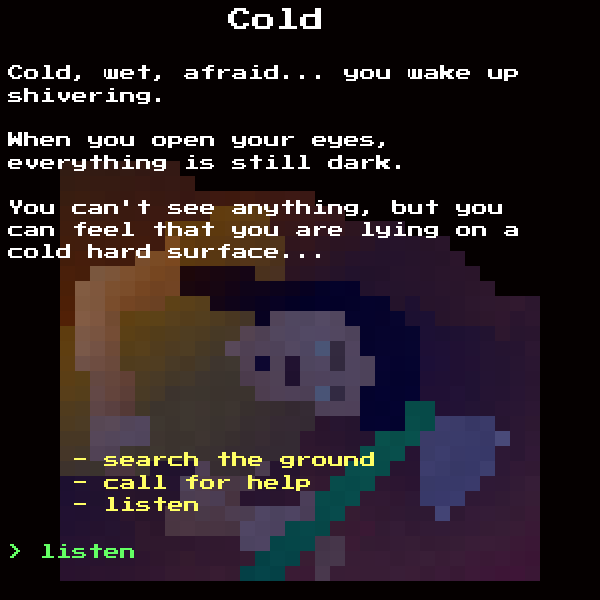 Cold
Cold, wet, afraid... you wake up
shivering.
When you open your eyes,
everything is still dark.
You can't see anything, but you
can feel that you are lying on a
cold hard surface...
- search the ground
- call for help
- listen
> listen